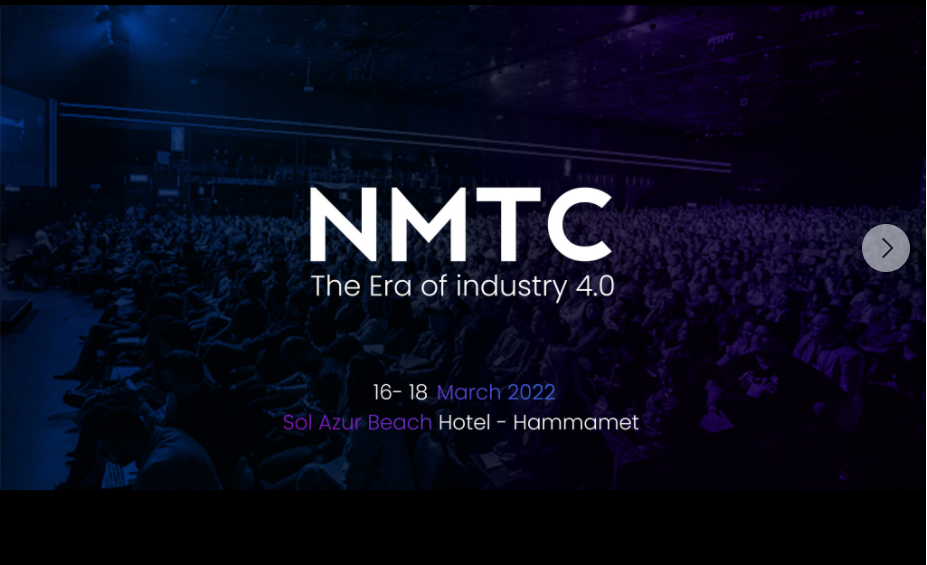 NMTC
The Era of industry 4.0
16- 18 March 2022
Sol Azur Beach Hotel - Hammamet